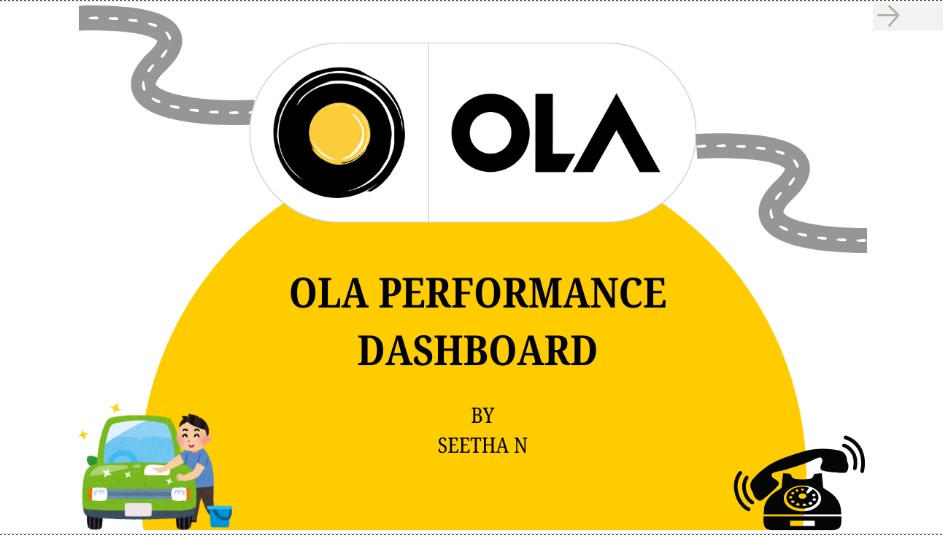 OLA
OLA PERFORMANCE
DASHBOARD
BY
SEETHA N